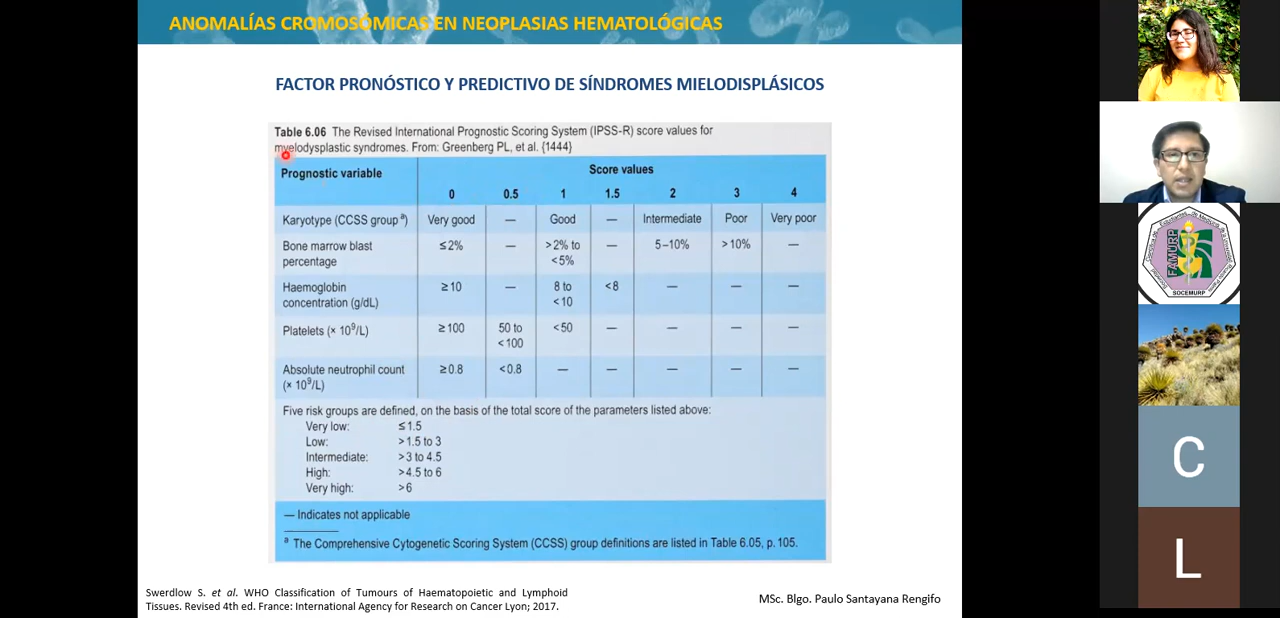 ANOMALÍAS CROMOSÓMICAS EN NEOPLASIAS HEMATOLÓGICAS
FACTOR PRONÓSTICO Y PREDICTIVO DE SÍNDROMES MIELODISPLÁSICOS
Table 6.06 The Revised International Prognostic Scoring System (IPSS-R) score values for
myelodysplastic syndromes. From: Greenberg PL, et al. {1444}
Prognostic variable
Score values
0 0.5 1 1.5 2 3 4
Karyotype (CCSS group a) Very good — Good — Intermediate Poor Very poor
Bone marrow blast percentage ≤2% — >2% to <5% — 5–10% >10% —
Haemoglobin concentration (g/dL) ≥10 — 8 to <10 <8 — — —
Platelets (× 10⁹/L) ≥100 50 to <100 <50 — — — —
Absolute neutrophil count (× 10⁹/L) ≥0.8 <0.8 — — — — —
Five risk groups are defined, on the basis of the total score of the parameters listed above:
Very low: ≤1.5
Low: >1.5 to 3
Intermediate: >3 to 4.5
High: >4.5 to 6
Very high: >6
— Indicates not applicable
a The Comprehensive Cytogenetic Scoring System (CCSS) group definitions are listed in Table 6.05, p. 105.
Swerdlow S. et al. WHO Classification of Tumours of Haematopoietic and Lymphoid
Tissues. Revised 4th ed. France: International Agency for Research on Cancer Lyon; 2017.
MSc. Blgo. Paulo Santayana Rengifo
FAMURP
SOCEMURP
C
L